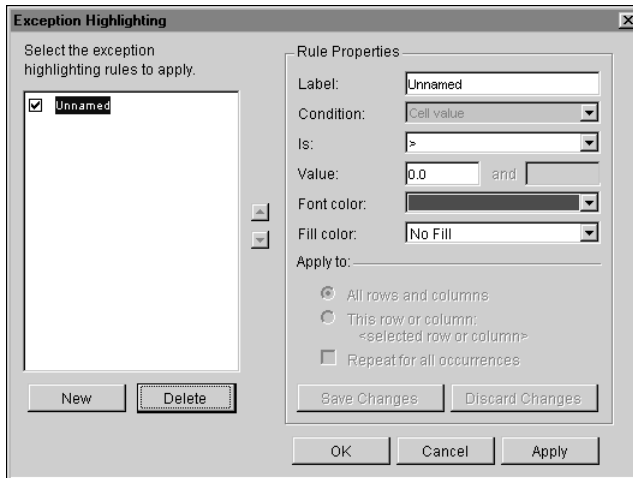 Exception Highlighting
Select the exception
highlighting rules to apply.
Unnamed
New
Delete
Rule Properties
Label:
Unnamed
Condition:
Cell value
Is:
>
Value:
0.0
and
Font color:
Fill color:
No Fill
Apply to:
All rows and columns
This row or column:
<selected row or column>
Repeat for all occurrences
Save Changes
Discard Changes
OK
Cancel
Apply